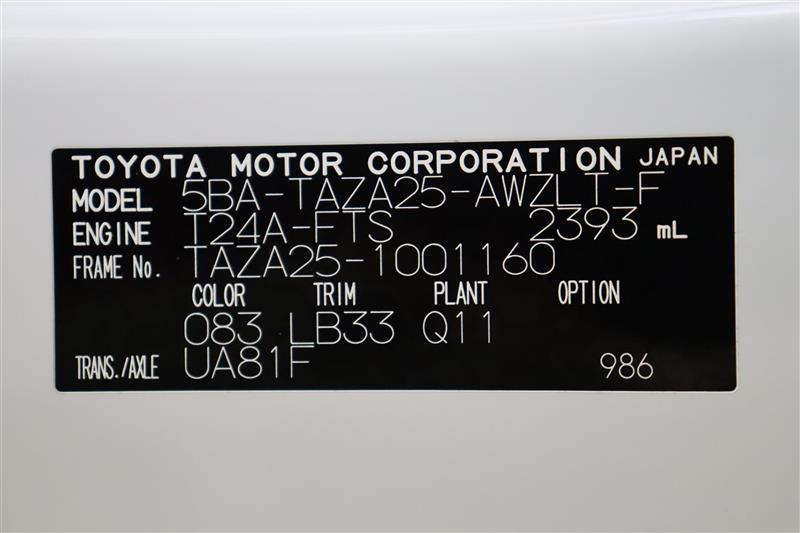 TOYOTA MOTOR CORPORATION JAPAN
MODEL 5BA-TAZA25-AWZLT-F
ENGINE T24A-FTS 2393 mL
FRAME No. TAZA25-1001160
COLOR TRIM PLANT OPTION
083 LB33 Q11
TRANS./AXLE UA81F 986